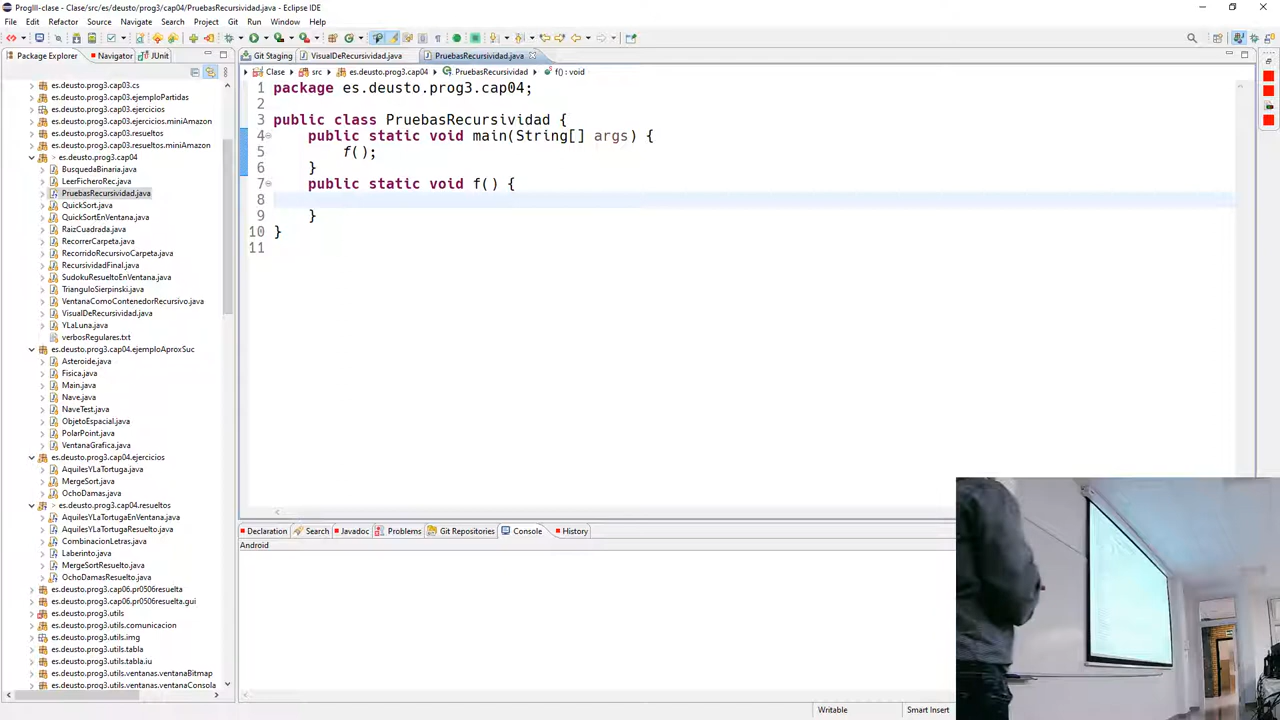 ProgIII-clase - Clase/src/es/deusto/prog3/cap04/PruebasRecursividad.java - Eclipse IDE
File Edit Refactor Source Navigate Search Project Git Run Window Help
Package Explorer Navigator JUnit
Git Staging VisualDeRecursividad.java PruebasRecursividad.java
Clase src es.deusto.prog3.cap04 PruebasRecursividad f() : void
es.deusto.prog3.cap03.cs
es.deusto.prog3.cap03.ejemploPartidas
es.deusto.prog3.cap03.ejercicios
es.deusto.prog3.cap03.ejercicios.miniAmazon
es.deusto.prog3.cap03.resueltos
es.deusto.prog3.cap03.resueltos.miniAmazon
> es.deusto.prog3.cap04
BusquedaBinaria.java
LeerFicheroRec.java
PruebasRecursividad.java
QuickSort.java
QuickSortEnVentana.java
RaizCuadrada.java
RecorrerCarpeta.java
RecorridoRecursivoCarpeta.java
RecursividadFinal.java
SudokuResueltoEnVentana.java
TrianguloSierpinski.java
VentanaComoContenedorRecursivo.java
VisualDeRecursividad.java
YLaLuna.java
verbosRegulares.txt
es.deusto.prog3.cap04.ejemploAproxSuc
Asteroide.java
Fisica.java
Main.java
Nave.java
NaveTest.java
ObjetoEspacial.java
PolarPoint.java
VentanaGrafica.java
es.deusto.prog3.cap04.ejercicios
AquilesYLaTortuga.java
MergeSort.java
OchoDamas.java
> es.deusto.prog3.cap04.resueltos
AquilesYLaTortugaEnVentana.java
AquilesYLaTortugaResuelto.java
CombinacionLetras.java
Laberinto.java
MergeSortResuelto.java
OchoDamasResuelto.java
es.deusto.prog3.cap06.pr0506resuelta
es.deusto.prog3.cap06.pr0506resuelta.gui
es.deusto.prog3.utils
es.deusto.prog3.utils.comunicacion
es.deusto.prog3.utils.img
es.deusto.prog3.utils.tabla
es.deusto.prog3.utils.tabla.iu
es.deusto.prog3.utils.ventanas.ventanaBitmap
es.deusto.prog3.utils.ventanas.ventanaConsola
1 package es.deusto.prog3.cap04;
2
3 public class PruebasRecursividad {
4 public static void main(String[] args) {
5 f();
6 }
7 public static void f() {
8
9 }
10 }
11
Declaration Search Javadoc Problems Git Repositories Console History
Android
Writable Smart Insert